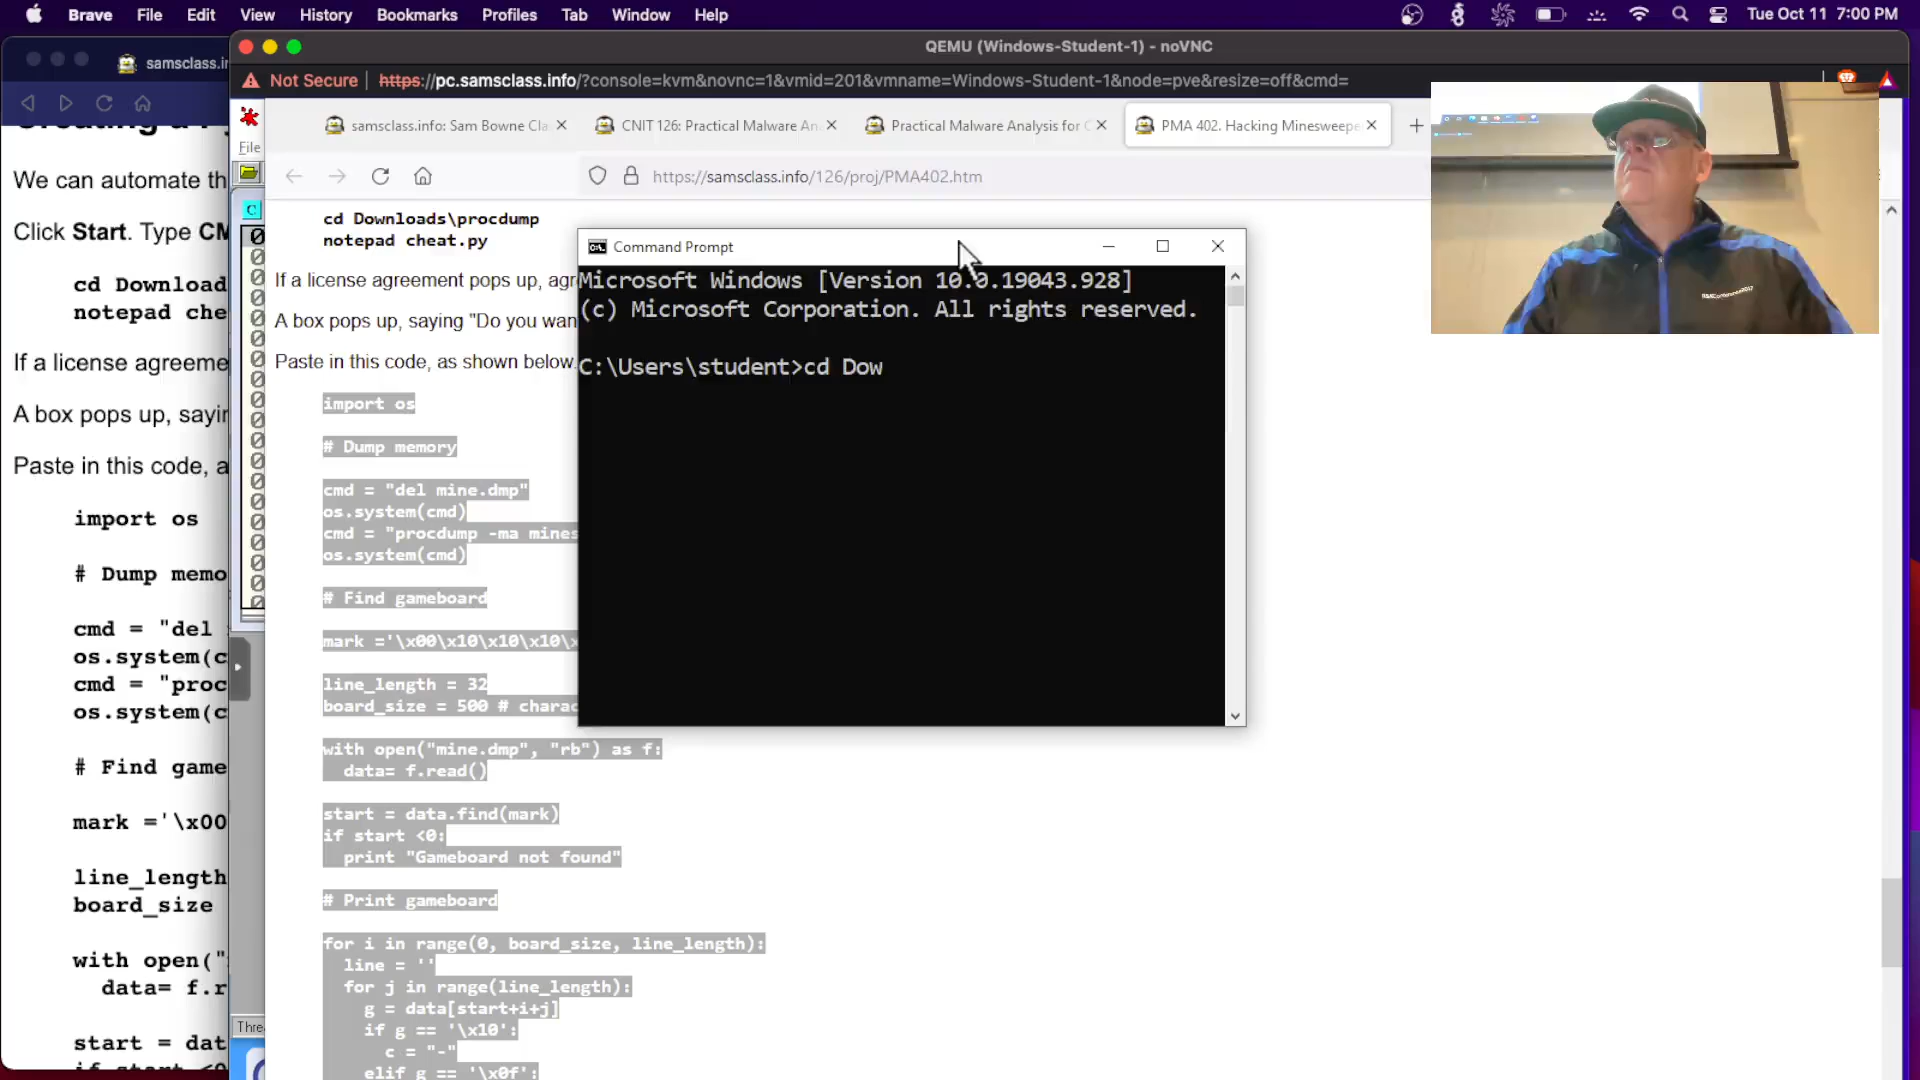 Brave File Edit View History Bookmarks Profiles Tab Window Help
Tue Oct 11 7:00 PM
samsclass.i
QEMU (Windows-Student-1) - noVNC
Not Secure | https://pc.samsclass.info/?console=kvm&novnc=1&vmid=201&vmname=Windows-Student-1&node=pve&resize=off&cmd=
File
samsclass.info: Sam Bowne Cla
CNIT 126: Practical Malware An
Practical Malware Analysis for
PMA 402. Hacking Minesweepe
https://samsclass.info/126/proj/PMA402.htm
We can automate th
Click Start. Type CM
cd Downloa
notepad che
If a license agreeme
A box pops up, sayin
Paste in this code, a
import os
# Dump memo
cmd = "del
os.system(c
cmd = "proc
os.system(c
# Find game
mark ='\x00
line_length
board_size
with open("
data= f.r
start = dat
Thre
cd Downloads\procdump
notepad cheat.py
If a license agreement pops up, agr
A box pops up, saying "Do you wan
Paste in this code, as shown below.
import os
# Dump memory
cmd = "del mine.dmp"
os.system(cmd)
cmd = "procdump -ma mines
os.system(cmd)
# Find gameboard
mark ='\x00\x10\x10\x10\x
line_length = 32
board_size = 500 # charac
with open("mine.dmp", "rb") as f:
data= f.read()
start = data.find(mark)
if start <0:
print "Gameboard not found"
# Print gameboard
for i in range(0, board_size, line_length):
line = ''
for j in range(line_length):
g = data[start+i+j]
if g == '\x10':
c = "-"
elif g == '\x0f':
Command Prompt
Microsoft Windows [Version 10.0.19043.928]
(c) Microsoft Corporation. All rights reserved.
C:\Users\student>cd Dow